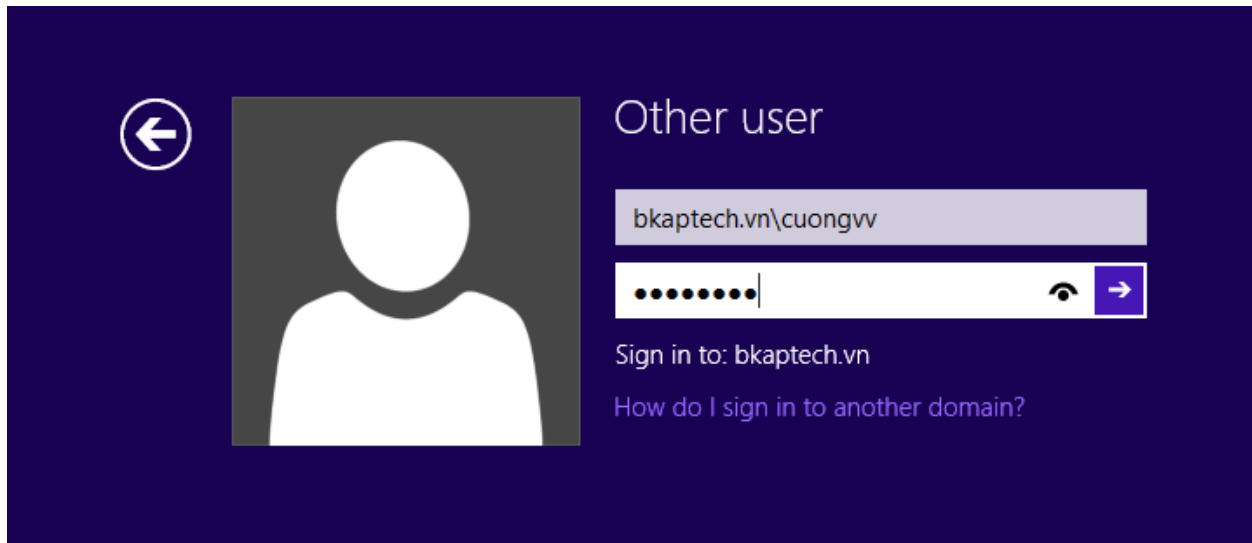 Other user
bkaptech.vn\cuongvv
••••••••
Sign in to: bkaptech.vn
How do I sign in to another domain?